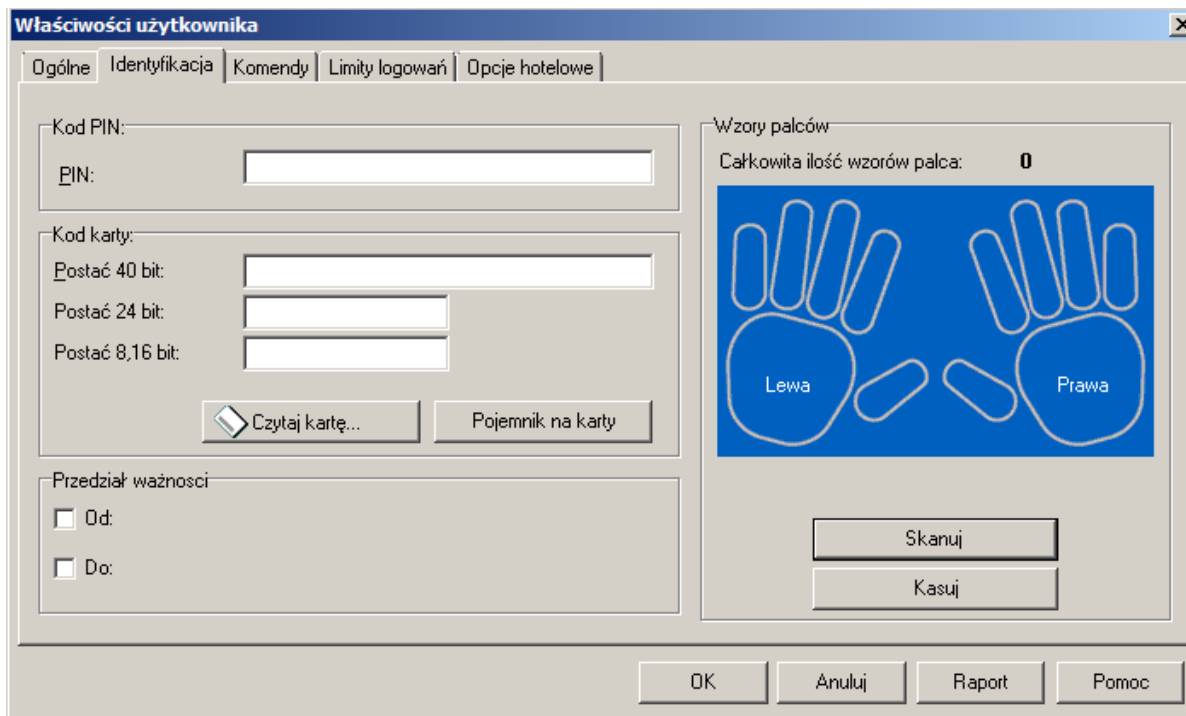 Właściwości użytkownika
Ogólne Identyfikacja Komendy Limity logowań Opcje hotelowe
Kod PIN:
PIN:
Kod karty:
Postać 40 bit:
Postać 24 bit:
Postać 8,16 bit:
Czytaj kartę... Pojemnik na karty
Przedział ważnosci
Od:
Do:
Wzory palców
Całkowita ilość wzorów palca: 0
Lewa Prawa
Skanuj
Kasuj
OK Anuluj Raport Pomoc